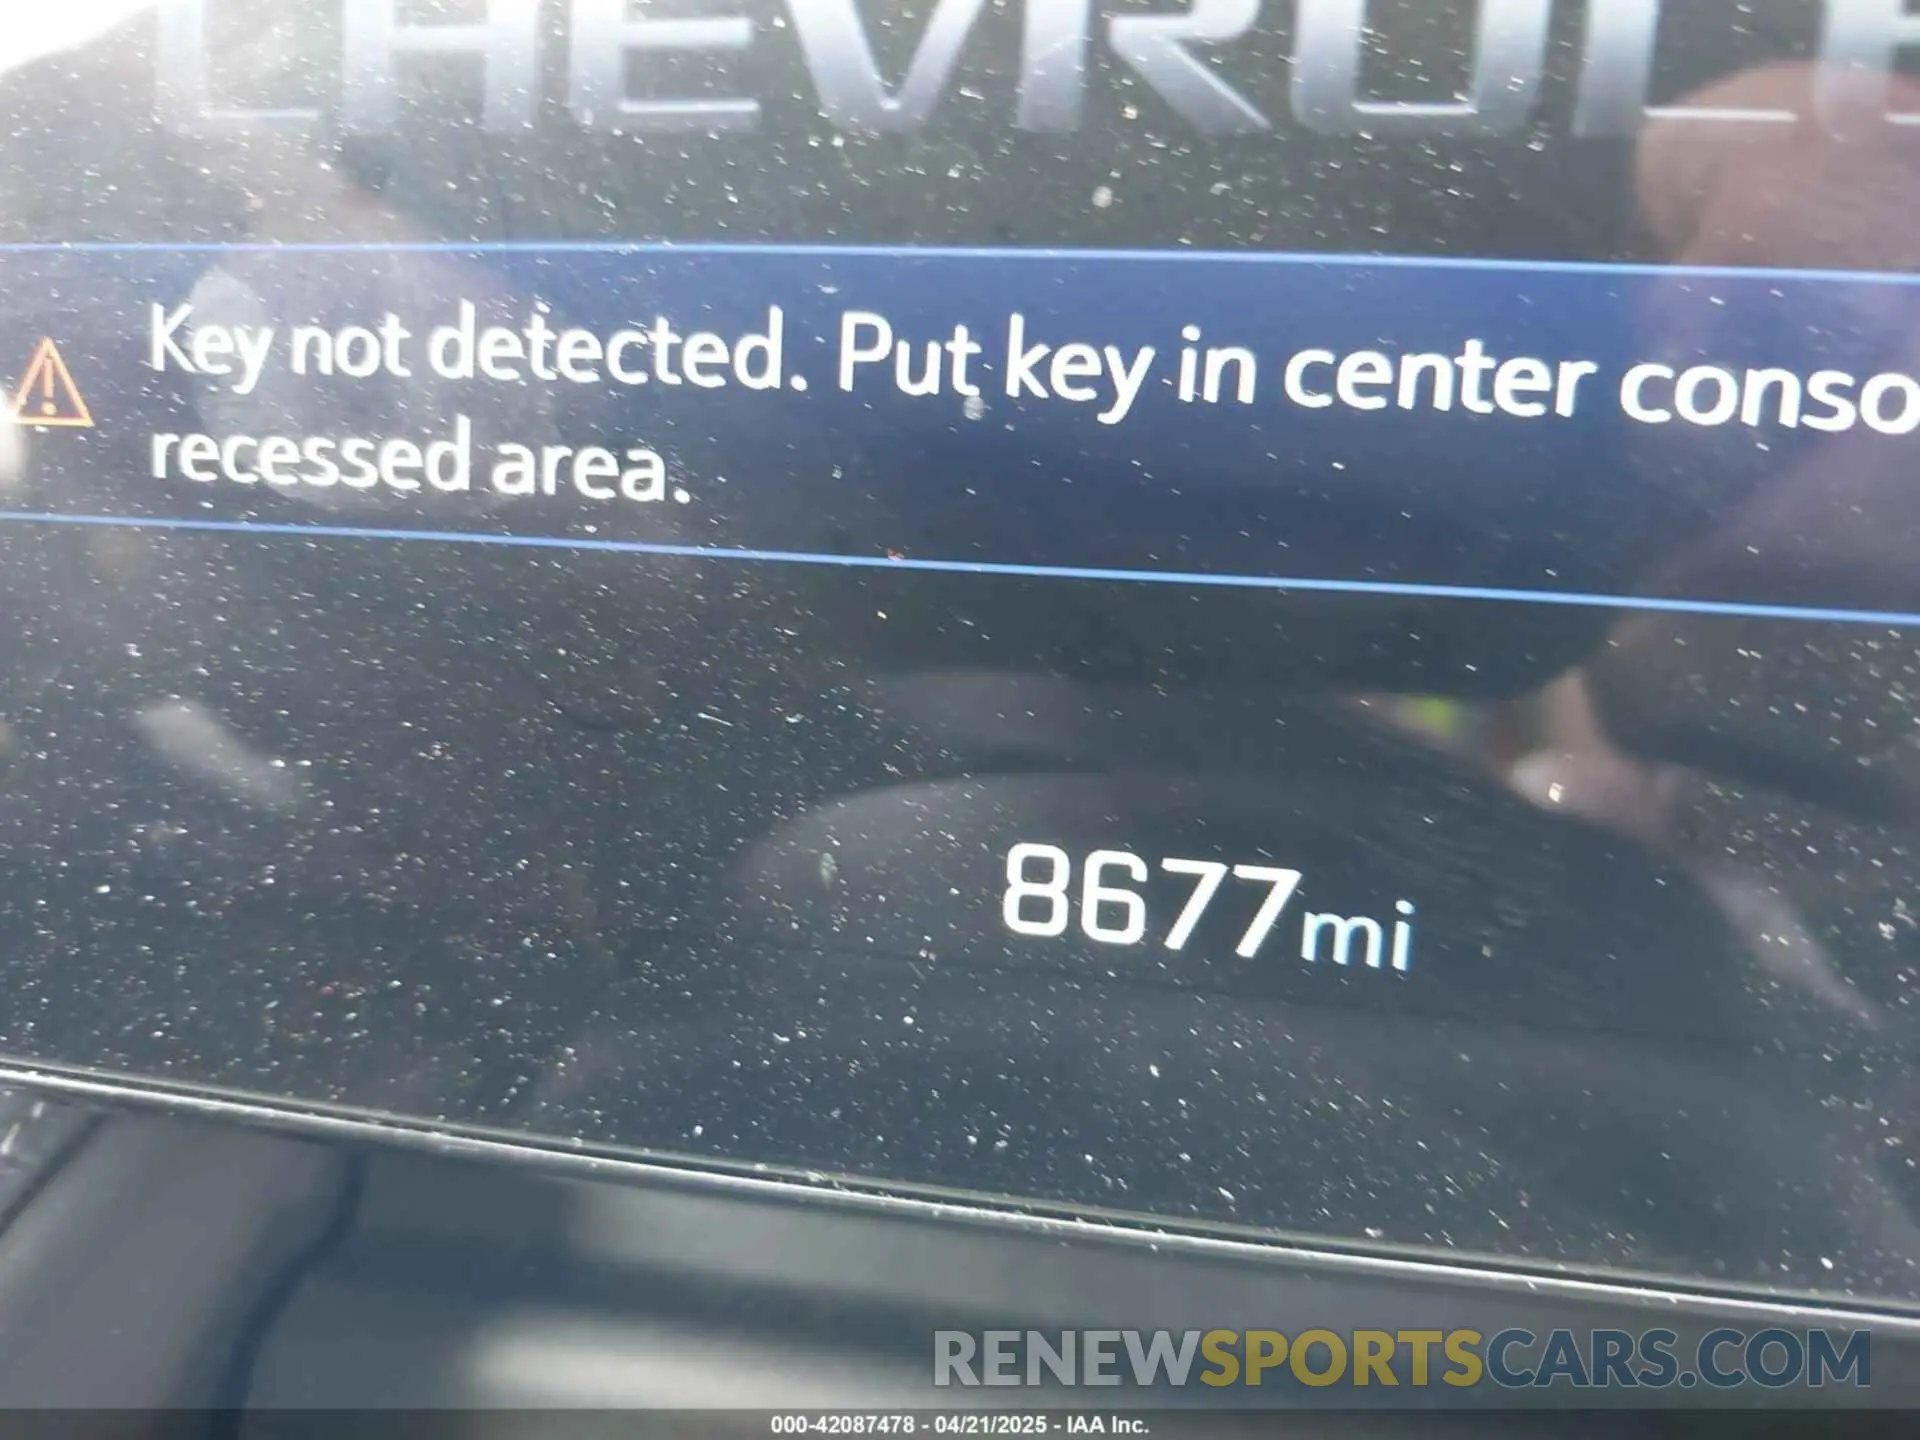 CHEVROLE
Key not detected. Put key in center conso
recessed area.
8677mi
RENEWSPORTSCARS.COM
000-42087478 - 04/21/2025 - IAA Inc.